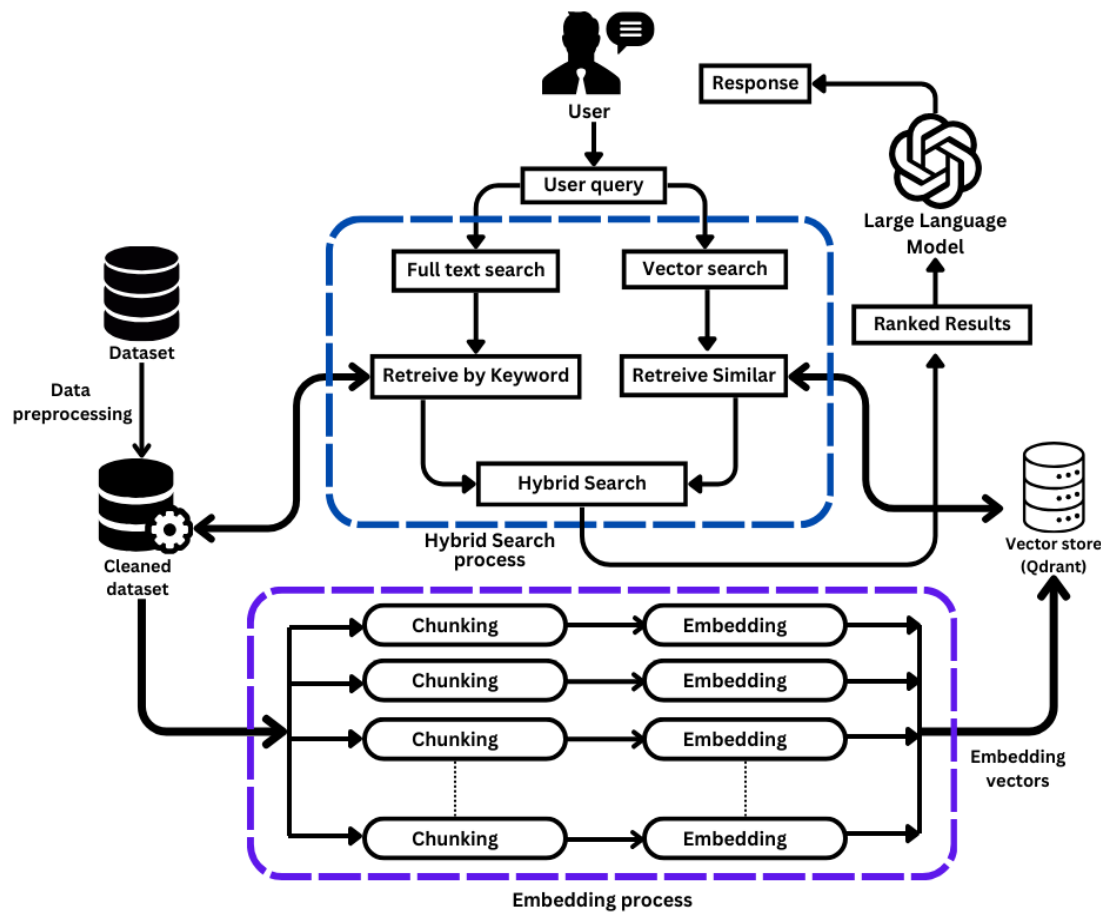 User
Response
User query
Large Language
Model
Full text search
Vector search
Ranked Results
Dataset
Data
preprocessing
Retreive by Keyword
Retreive Similar
Hybrid Search
Hybrid Search
process
Vector store
(Qdrant)
Cleaned
dataset
Chunking
Embedding
Chunking
Embedding
Chunking
Embedding
Chunking
Embedding
Embedding
vectors
Embedding process